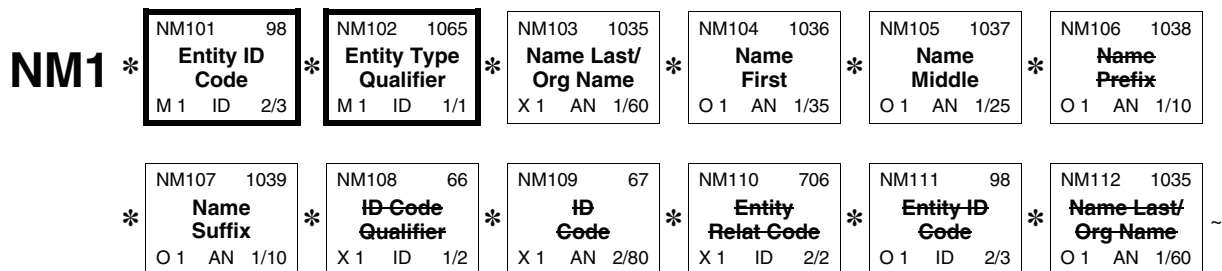 NM101 98 NM102 1065 NM103 1035 NM104 1036 NM105 1037 NM106 1038
NM1 * Entity ID Code * Entity Type Qualifier * Name Last/ Org Name * Name First * Name Middle * Name Prefix
M 1 ID 2/3 M 1 ID 1/1 X 1 AN 1/60 O 1 AN 1/35 O 1 AN 1/25 O 1 AN 1/10
NM107 1039 NM108 66 NM109 67 NM110 706 NM111 98 NM112 1035
* Name Suffix * ID Code Qualifier * ID Code * Entity Relat Code * Entity ID Code * Name Last/ Org Name ~
O 1 AN 1/10 X 1 ID 1/2 X 1 AN 2/80 X 1 ID 2/2 O 1 ID 2/3 O 1 AN 1/60